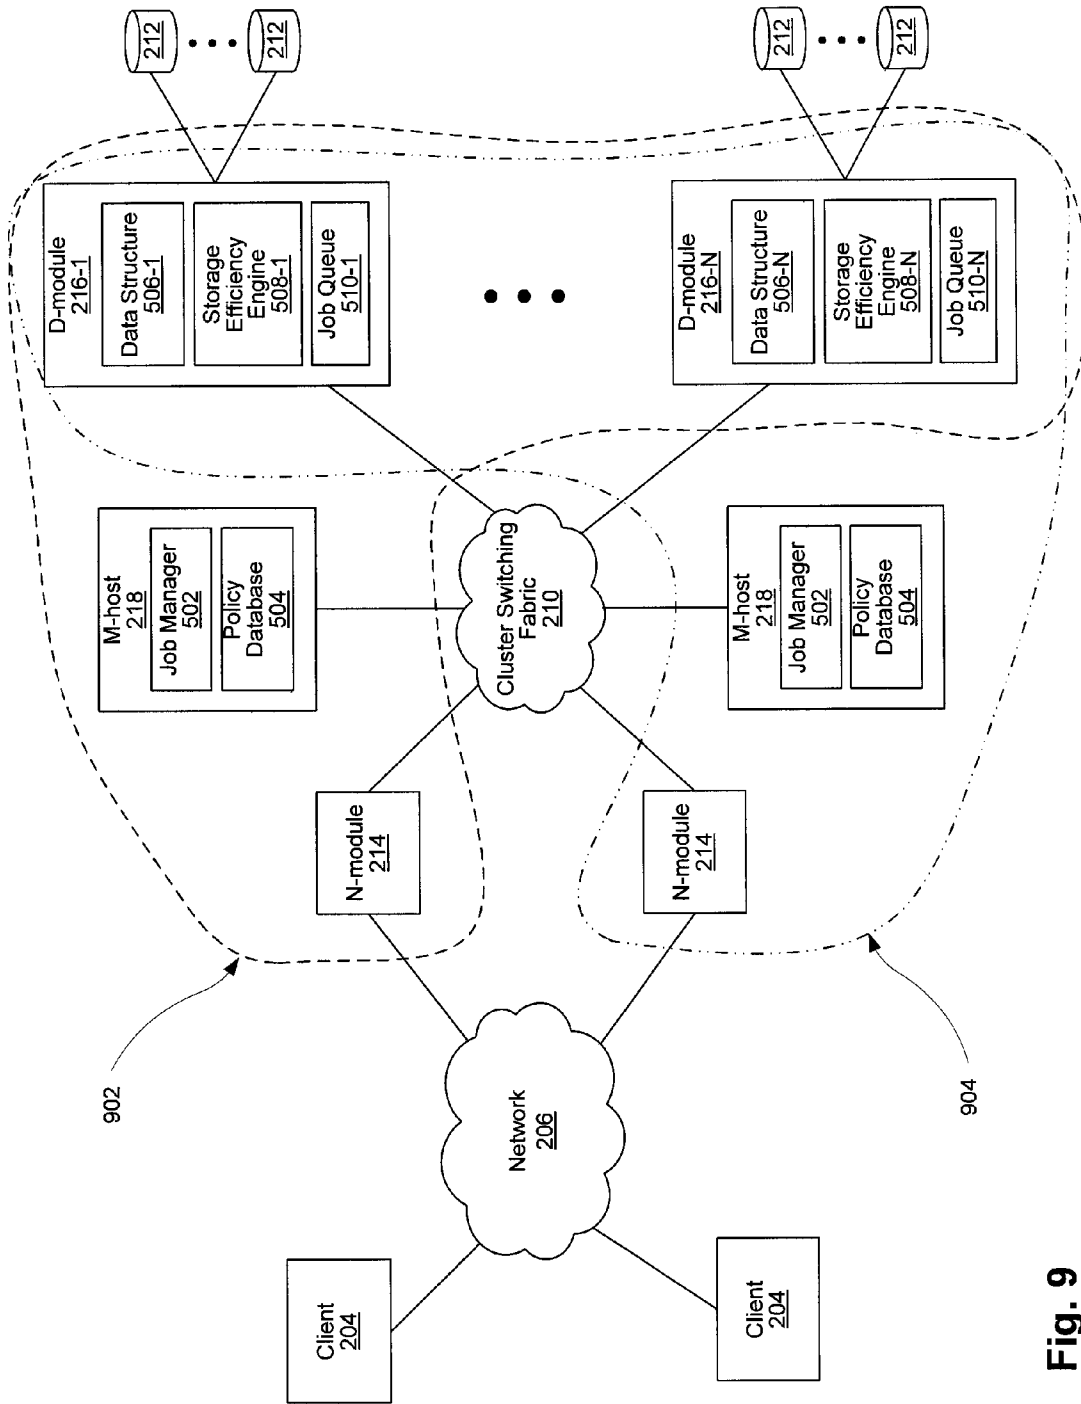 Client
204
Client
204
Network
206
902
904
N-module
214
N-module
214
M-host
218
Job Manager
502
Policy
Database
504
Cluster Switching
Fabric
210
M-host
218
Job Manager
502
Policy
Database
504
D-module
216-1
Data Structure
506-1
Storage
Efficiency
Engine
508-1
Job Queue
510-1
D-module
216-N
Data Structure
506-N
Storage
Efficiency
Engine
508-N
Job Queue
510-N
212
212
212
212
Fig. 9